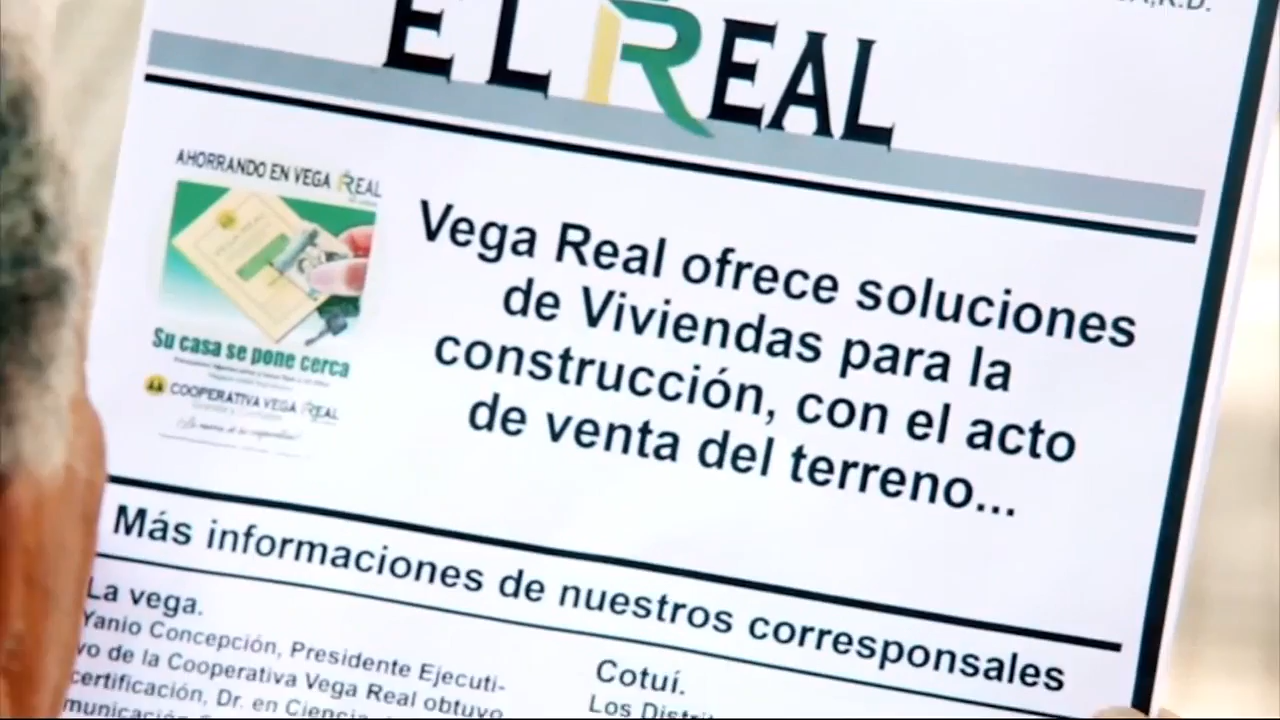 R.D.
EL REAL
AHORRANDO EN VEGA REAL
Su casa se pone cerca
COOPERATIVA VEGA REAL
Vega Real ofrece soluciones
de Viviendas para la
construcción, con el acto
de venta del terreno...
Más informaciones de nuestros corresponsales
La vega.
Yanio Concepción, Presidente Ejecuti-
vo de la Cooperativa Vega Real obtuvo
certificación, Dr. en
Cotuí.
Los